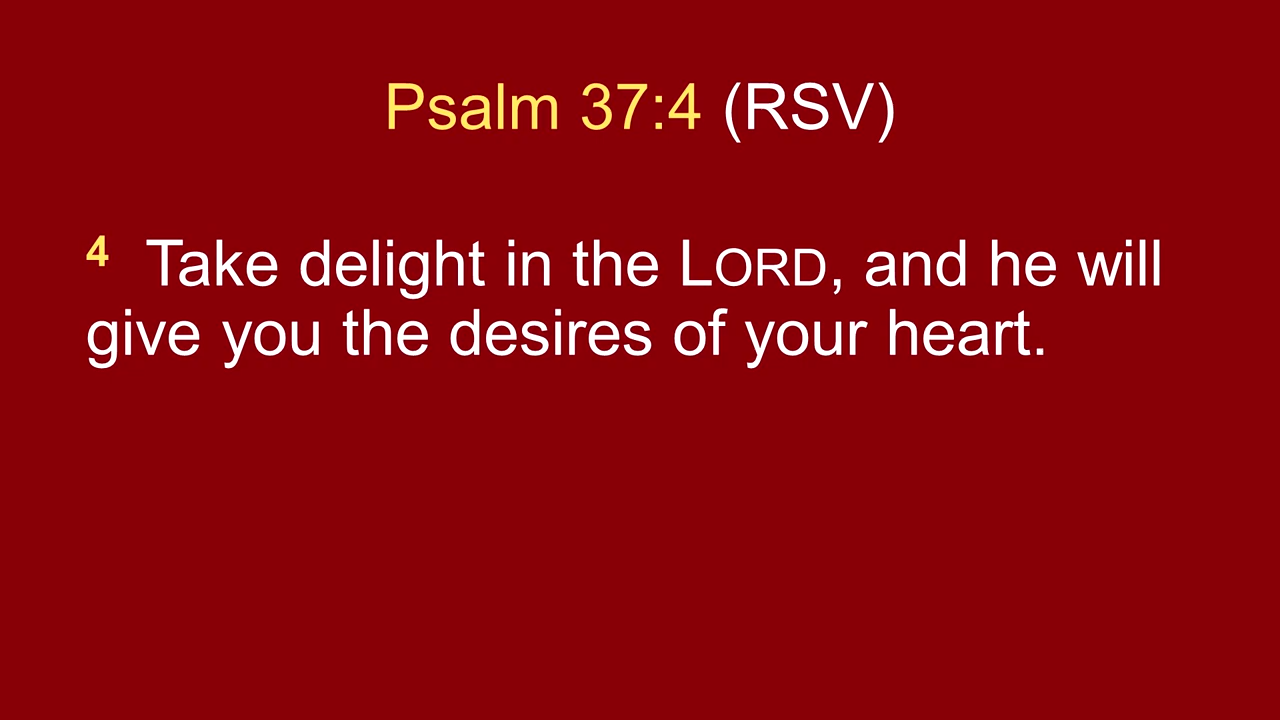 Psalm 37:4 (RSV)
4 Take delight in the LORD, and he will
give you the desires of your heart.